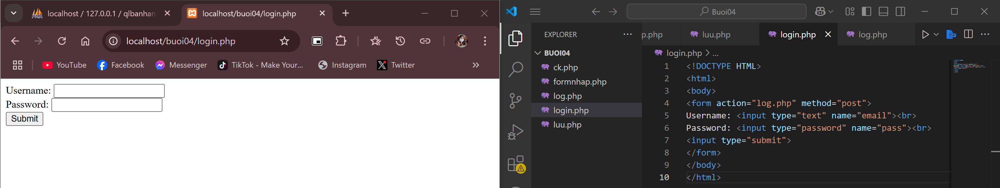 localhost / 127.0.0.1 / qlbanhan
localhost/buoi04/login.php
localhost/buoi04/login.php
YouTube
Facebook
Messenger
TikTok - Make Your...
Instagram
Twitter
Username:
Password:
Submit
Buoi04
EXPLORER
BUOI04
ck.php
formnhap.php
log.php
login.php
luu.php
p.php
luu.php
login.php
log.php
login.php > ...
1 <!DOCTYPE HTML>
2 <html>
3 <body>
4 <form action="log.php" method="post">
5 Username: <input type="text" name="email"><br>
6 Password: <input type="password" name="pass"><br>
7 <input type="submit">
8 </form>
9 </body>
10 </html>